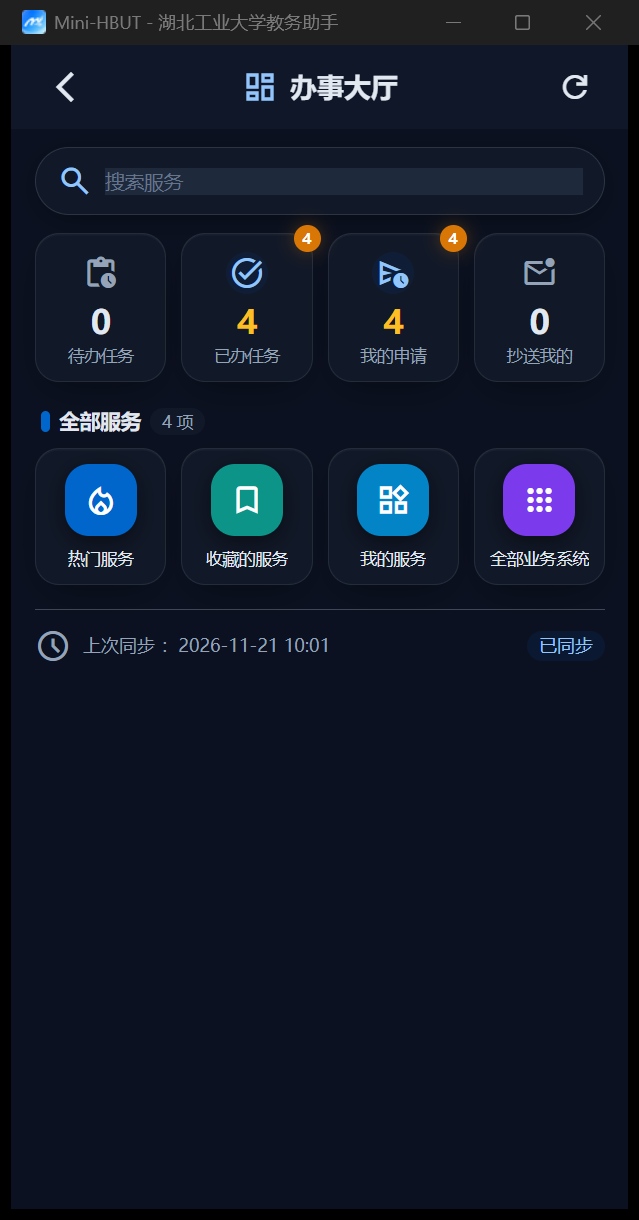 Mini-HBUT - 湖北工业大学教务助手
办事大厅
搜索服务
4 4
0 4 4 0
待办任务 已办任务 我的申请 抄送我的
全部服务 4 项
热门服务 收藏的服务 我的服务 全部业务系统
上次同步： 2026-11-21 10:01 已同步